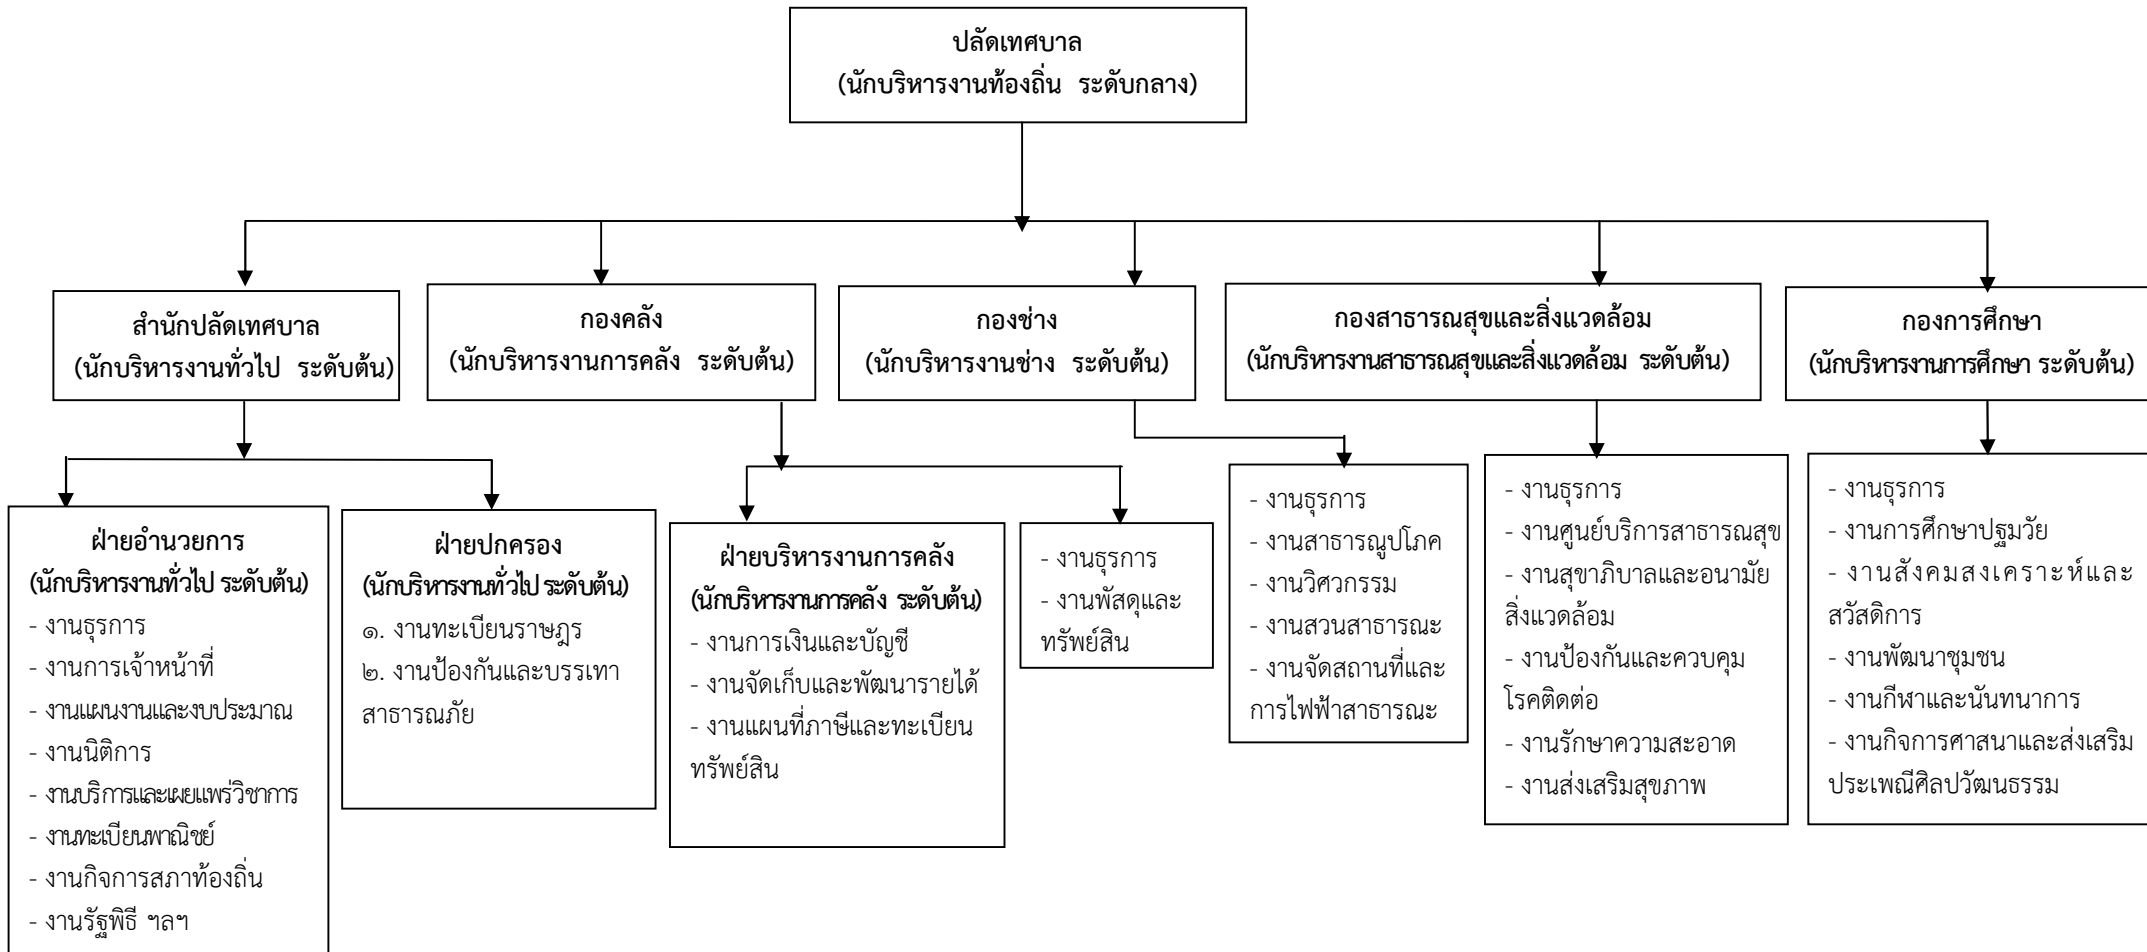 ปลัดเทศบาล
(นักบริหารงานท้องถิ่น ระดับกลาง)
สำนักปลัดเทศบาล
(นักบริหารงานทั่วไป ระดับต้น)
กองคลัง
(นักบริหารงานการคลัง ระดับต้น)
กองช่าง
(นักบริหารงานช่าง ระดับต้น)
กองสาธารณสุขและสิ่งแวดล้อม
(นักบริหารงานสาธารณสุขและสิ่งแวดล้อม ระดับต้น)
กองการศึกษา
(นักบริหารงานการศึกษา ระดับต้น)
ฝ่ายอำนวยการ
(นักบริหารงานทั่วไป ระดับต้น)
- งานธุรการ
- งานการเจ้าหน้าที่
- งานแผนงานและงบประมาณ
- งานนิติการ
- งานบริการและเผยแพร่วิชาการ
- งานทะเบียนพาณิชย์
- งานกิจการสภาท้องถิ่น
- งานรัฐพิธี ฯลฯ
ฝ่ายปกครอง
(นักบริหารงานทั่วไป ระดับต้น)
๑. งานทะเบียนราษฎร
๒. งานป้องกันและบรรเทา
สาธารณภัย
ฝ่ายบริหารงานการคลัง
(นักบริหารงานการคลัง ระดับต้น)
- งานการเงินและบัญชี
- งานจัดเก็บและพัฒนารายได้
- งานแผนที่ภาษีและทะเบียน
ทรัพย์สิน
- งานธุรการ
- งานพัสดุและ
ทรัพย์สิน
- งานธุรการ
- งานสาธารณูปโภค
- งานวิศวกรรม
- งานสวนสาธารณะ
- งานจัดสถานที่และ
การไฟฟ้าสาธารณะ
- งานธุรการ
- งานศูนย์บริการสาธารณสุข
- งานสุขาภิบาลและอนามัย
สิ่งแวดล้อม
- งานป้องกันและควบคุม
โรคติดต่อ
- งานรักษาความสะอาด
- งานส่งเสริมสุขภาพ
- งานธุรการ
- งานการศึกษาปฐมวัย
- งานสังคมสงเคราะห์และ
สวัสดิการ
- งานพัฒนาชุมชน
- งานกีฬาและนันทนาการ
- งานกิจการศาสนาและส่งเสริม
ประเพณีศิลปวัฒนธรรม